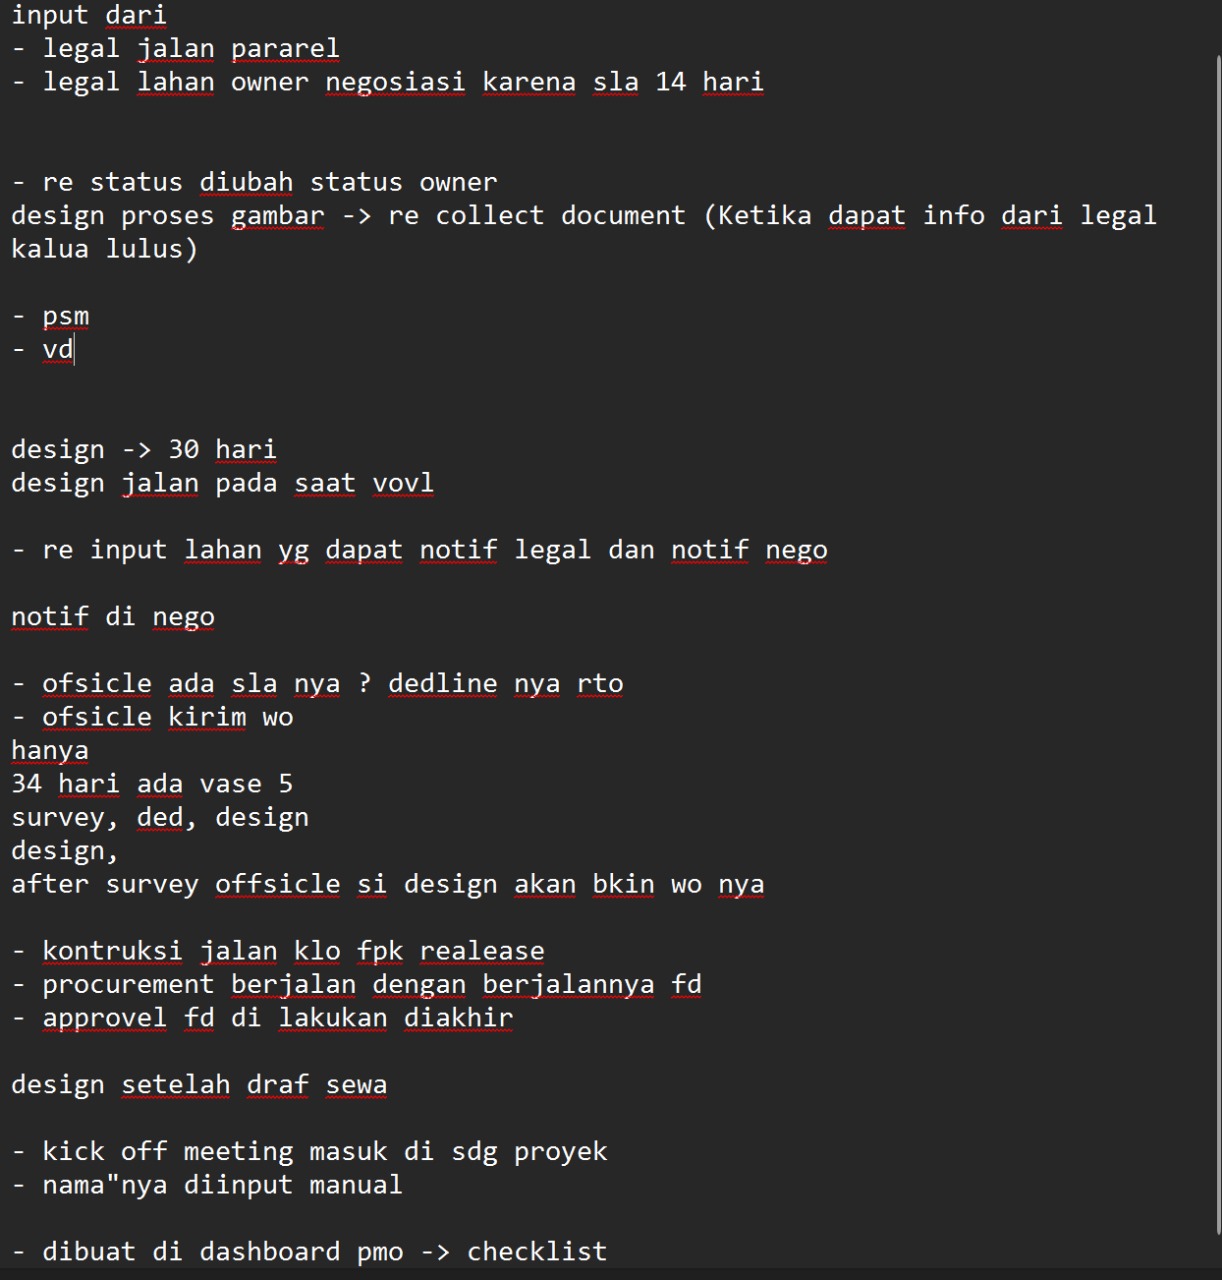 input dari
- legal jalan pararel
- legal lahan owner negosiasi karena sla 14 hari
- re status diubah status owner
design proses gambar -> re collect document (Ketika dapat info dari legal
kalua lulus)
- psm
- vd
design -> 30 hari
design jalan pada saat vovl
- re input lahan yg dapat notif legal dan notif nego
notif di nego
- ofsicle ada sla nya ? dedline nya rto
- ofsicle kirim wo
hanya
34 hari ada vase 5
survey, ded, design
design,
after survey offsicle si design akan bkin wo nya
- kontruksi jalan klo fpk realease
- procurement berjalan dengan berjalannya fd
- approvel fd di lakukan diakhir
design setelah draf sewa
- kick off meeting masuk di sdg proyek
- nama"nya diinput manual
- dibuat di dashboard pmo -> checklist